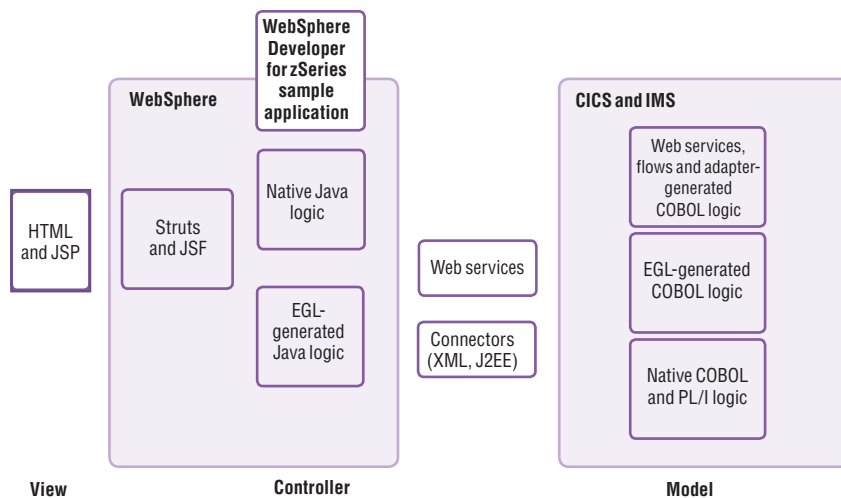 WebSphere
Developer
for zSeries
sample
application
WebSphere
HTML
and JSP
Struts
and JSF
Native Java
logic
EGL-
generated
Java logic
Web services
Connectors
(XML, J2EE)
CICS and IMS
Web services,
flows and adapter-
generated
COBOL logic
EGL-generated
COBOL logic
Native COBOL
and PL/I logic
View
Controller
Model